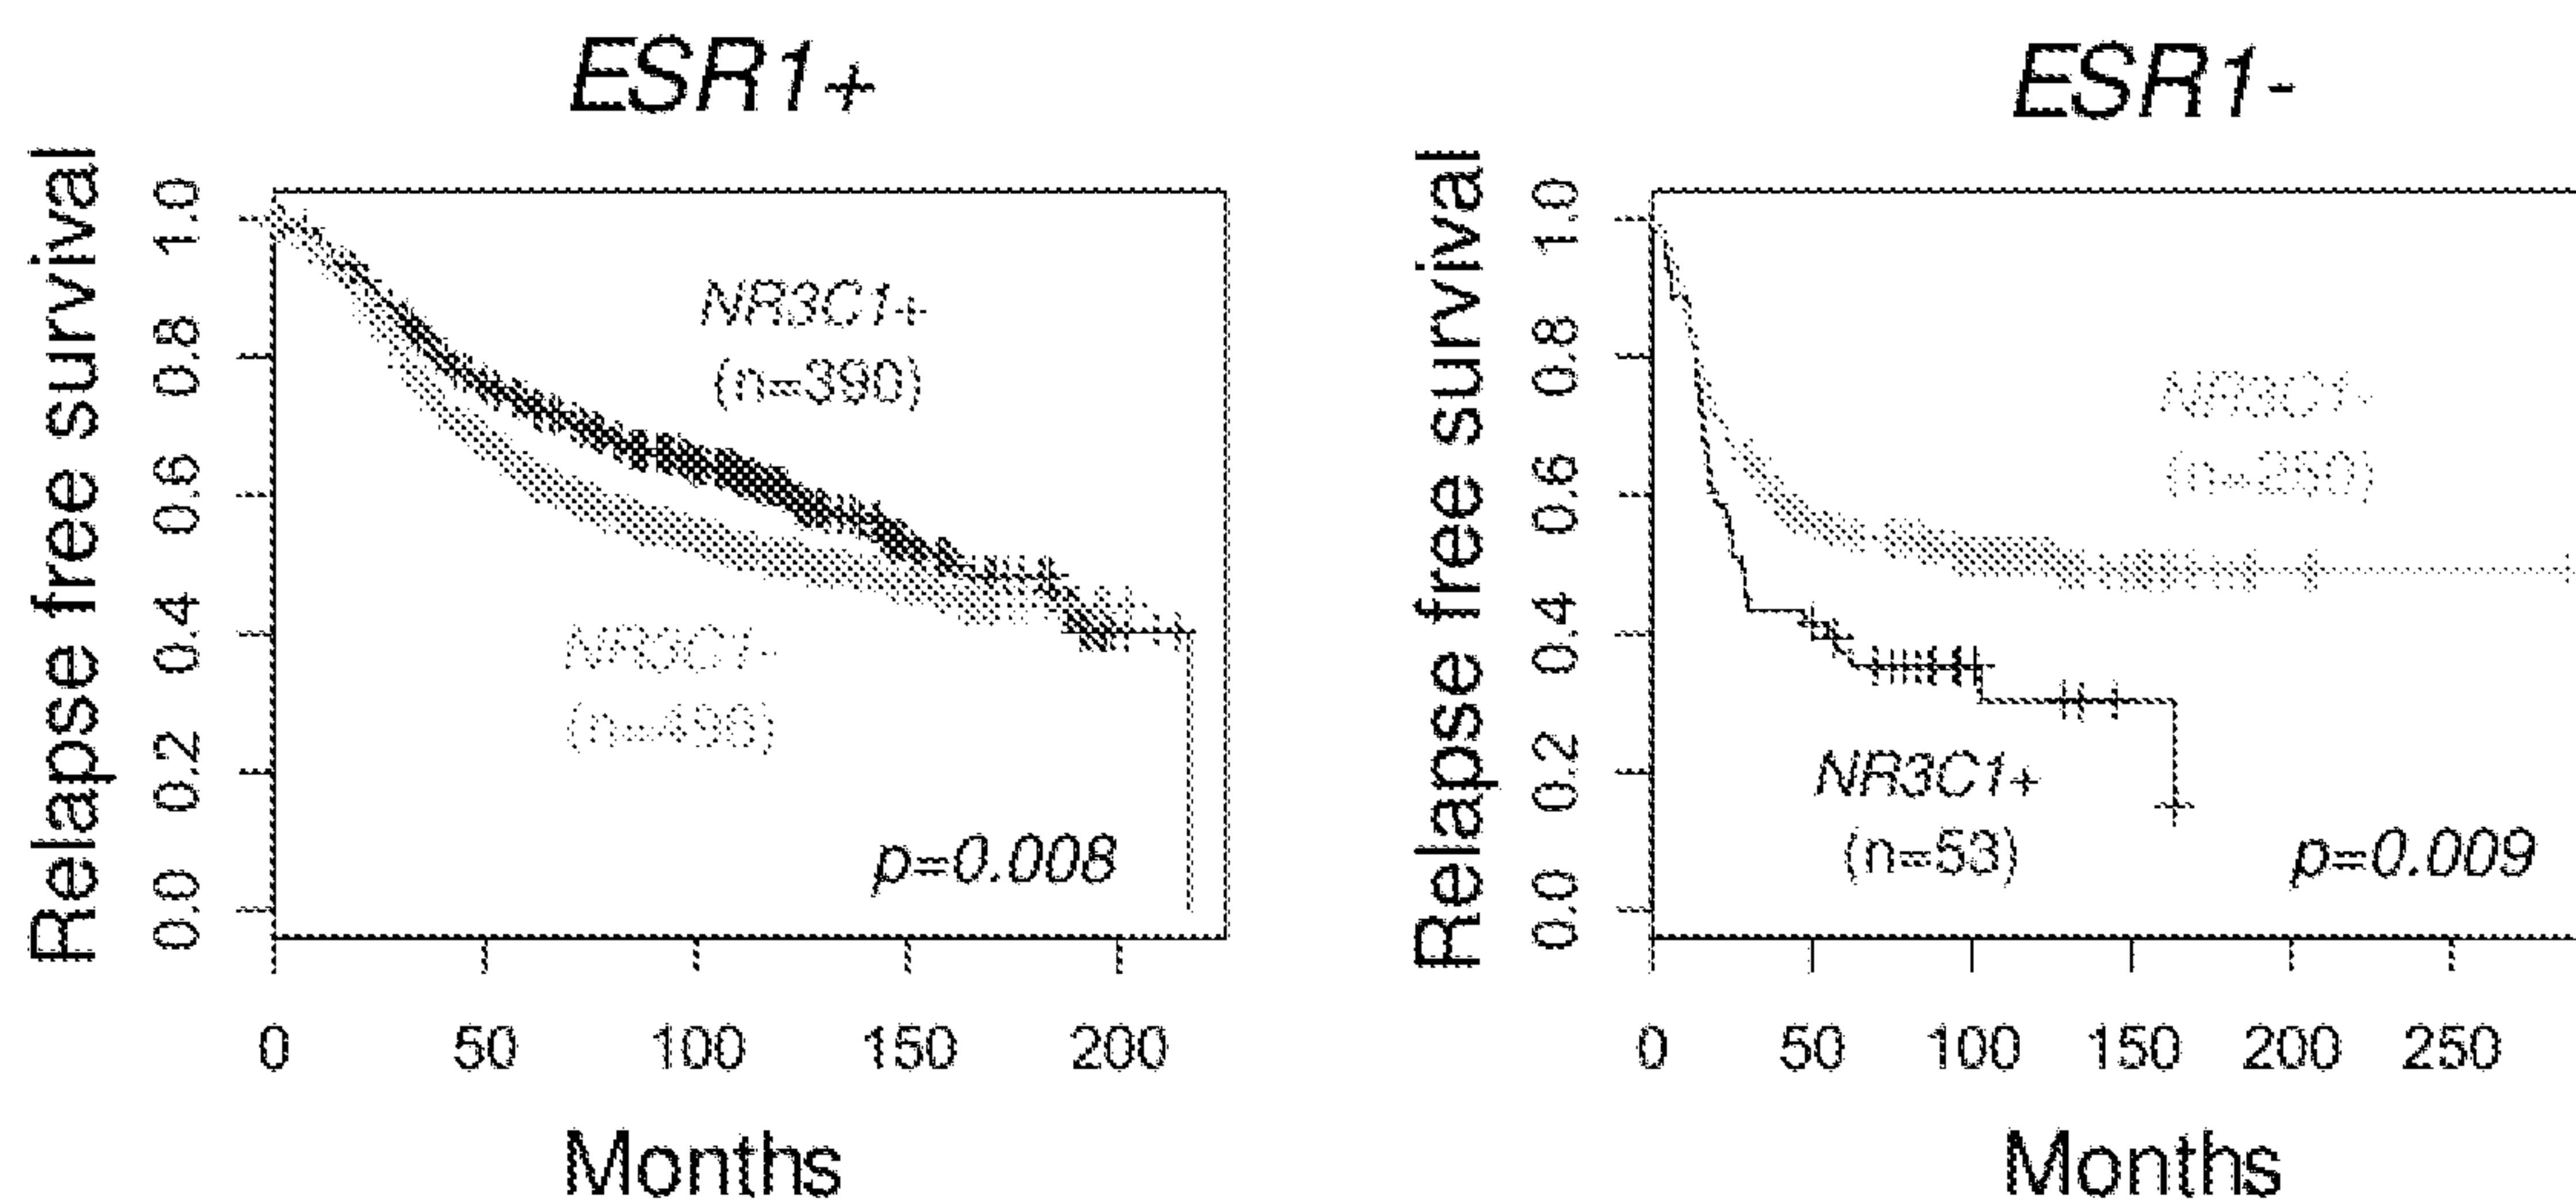 ESR1+
Relapse free survival
1.0
0.8
0.6
0.4
0.2
0.0
NR3C1+
(n=390)
NR3C1-
p=0.008
0 50 100 150 200
Months
ESR1-
Relapse free survival
1.0
0.8
0.6
0.4
0.2
0.0
NR3C1-
NR3C1+
(n=53)
p=0.009
0 50 100 150 200 250
Months